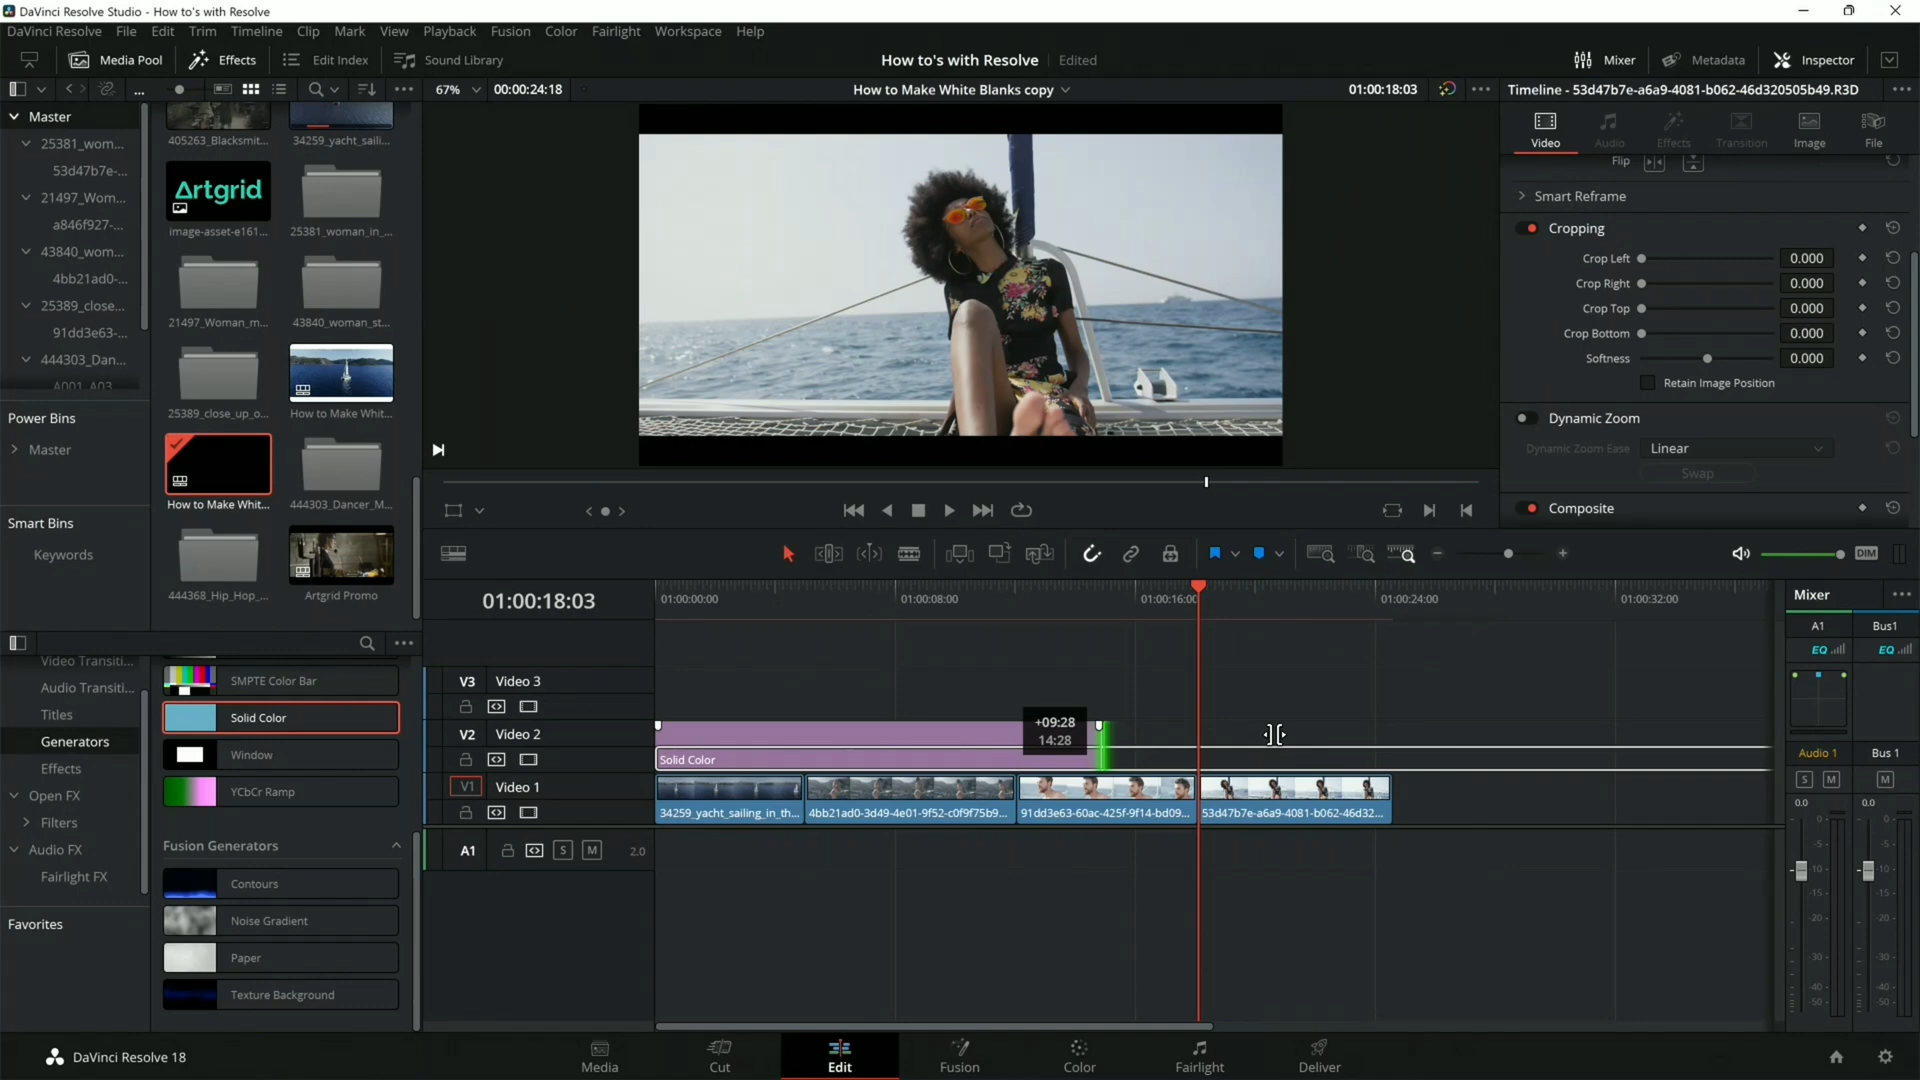 DaVinci Resolve Studio - How to's with Resolve
DaVinci Resolve File Edit Trim Timeline Clip Mark View Playback Fusion Color Fairlight Workspace Help
Media Pool Effects Edit Index Sound Library How to's with Resolve Edited Mixer Metadata Inspector
67% 00:00:24:18 How to Make White Blanks copy 01:00:18:03 Timeline - 53d47b7e-a6a9-4081-b062-46d320505b49.R3D
Master
25381_wom...
53d47b7e-...
21497_Wom...
a846f927-...
43840_wom...
4bb21ad0-...
25389_close...
91dd3e63-...
444303_Dan...
A001_A03
Power Bins
Master
Smart Bins
Keywords
405263_Blacksmit... 34259_yacht_saili...
Artgrid
image-asset-e161... 25381_woman_in_...
21497_Woman_m... 43840_woman_st...
25389_close_up_o... How to Make Whit...
How to Make Whit... 444303_Dancer_M...
444368_Hip_Hop_... Artgrid Promo
Video Audio Effects Transition Image File
Flip
Smart Reframe
Cropping
Crop Left 0.000
Crop Right 0.000
Crop Top 0.000
Crop Bottom 0.000
Softness 0.000
Retain Image Position
Dynamic Zoom
Dynamic Zoom Ease Linear
Swap
Composite
DIM
Video Transiti...
Audio Transiti...
Titles
Generators
Effects
Open FX
Filters
Audio FX
Fairlight FX
Favorites
SMPTE Color Bar
Solid Color
Window
YCbCr Ramp
Fusion Generators
Contours
Noise Gradient
Paper
Texture Background
01:00:18:03 01:00:00:00 01:00:08:00 01:00:16:00 01:00:24:00 01:00:32:00
V3 Video 3
V2 Video 2
+09:28
14:28
Solid Color
V1 Video 1
34259_yacht_sailing_in_th... 4bb21ad0-3d49-4e01-9f52-c0f9f75b9... 91dd3e63-60ac-425f-9f14-bd09... 53d47b7e-a6a9-4081-b062-46d32...
A1 S M 2.0
Mixer
A1 Bus1
EQ EQ
Audio 1 Bus 1
S M M
0.0 0.0
0 0
-5 -5
-10 -10
-15 -15
-20 -20
-30 -30
-40 -40
-50 -50
DaVinci Resolve 18
Media Cut Edit Fusion Color Fairlight Deliver